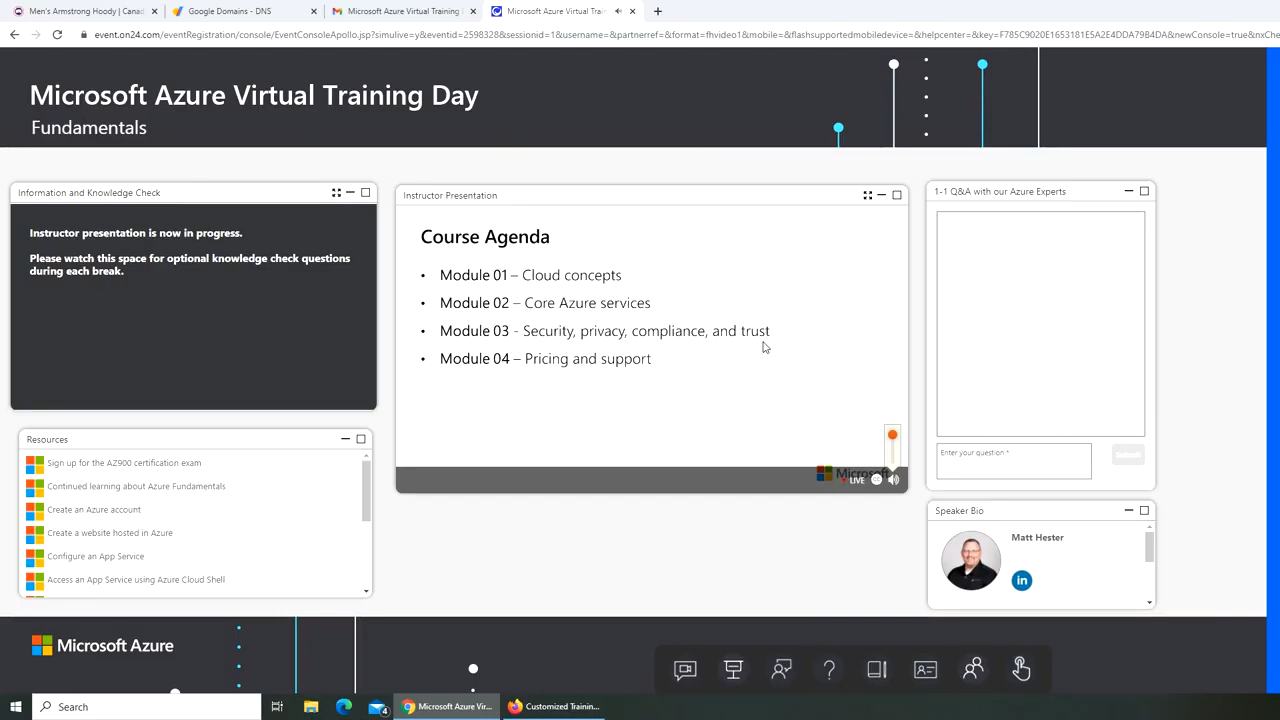 Men's Armstrong Hoody | Canad
Google Domains - DNS
Microsoft Azure Virtual Training
Microsoft Azure Virtual Train
event.on24.com/eventRegistration/console/EventConsoleApollo.jsp?simulive=y&eventid=2598328&sessionid=1&username=&partnerref=&format=fhvideo1&mobile=&flashsupportedmobiledevice=&helpcenter=&key=F785C9020E1653181E5A2E4DDA79B4DA&newConsole=true&nxChe
Microsoft Azure Virtual Training Day
Fundamentals
Information and Knowledge Check
Instructor presentation is now in progress.
Please watch this space for optional knowledge check questions
during each break.
Resources
Sign up for the AZ900 certification exam
Continued learning about Azure Fundamentals
Create an Azure account
Create a website hosted in Azure
Configure an App Service
Access an App Service using Azure Cloud Shell
Instructor Presentation
Course Agenda
• Module 01 – Cloud concepts
• Module 02 – Core Azure services
• Module 03 - Security, privacy, compliance, and trust
• Module 04 – Pricing and support
Microsoft
LIVE
CC
1-1 Q&A with our Azure Experts
Enter your question *
Submit
Speaker Bio
Matt Hester
in
Microsoft Azure
Search
4
Microsoft Azure Vir...
Customized Trainin...